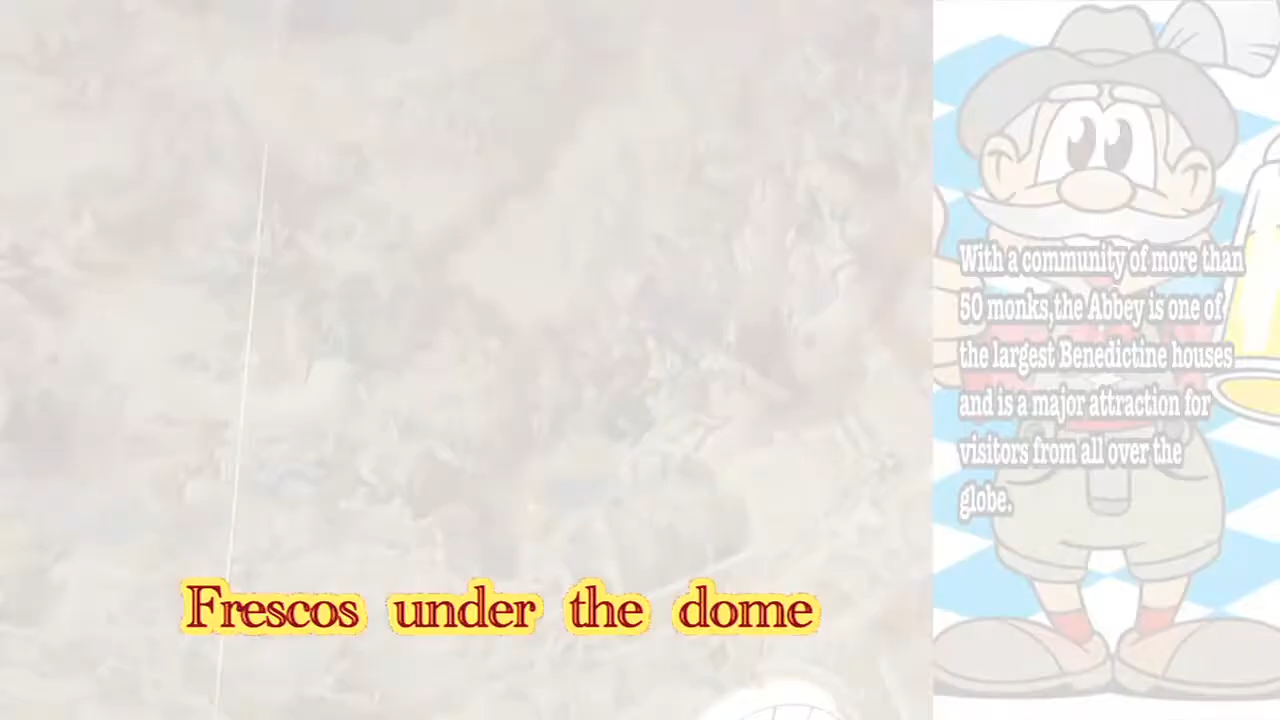 Frescos under the dome
With a community of more than
50 monks,the Abbey is one of
the largest Benedictine houses
and is a major attraction for
visitors from all over the
globe.